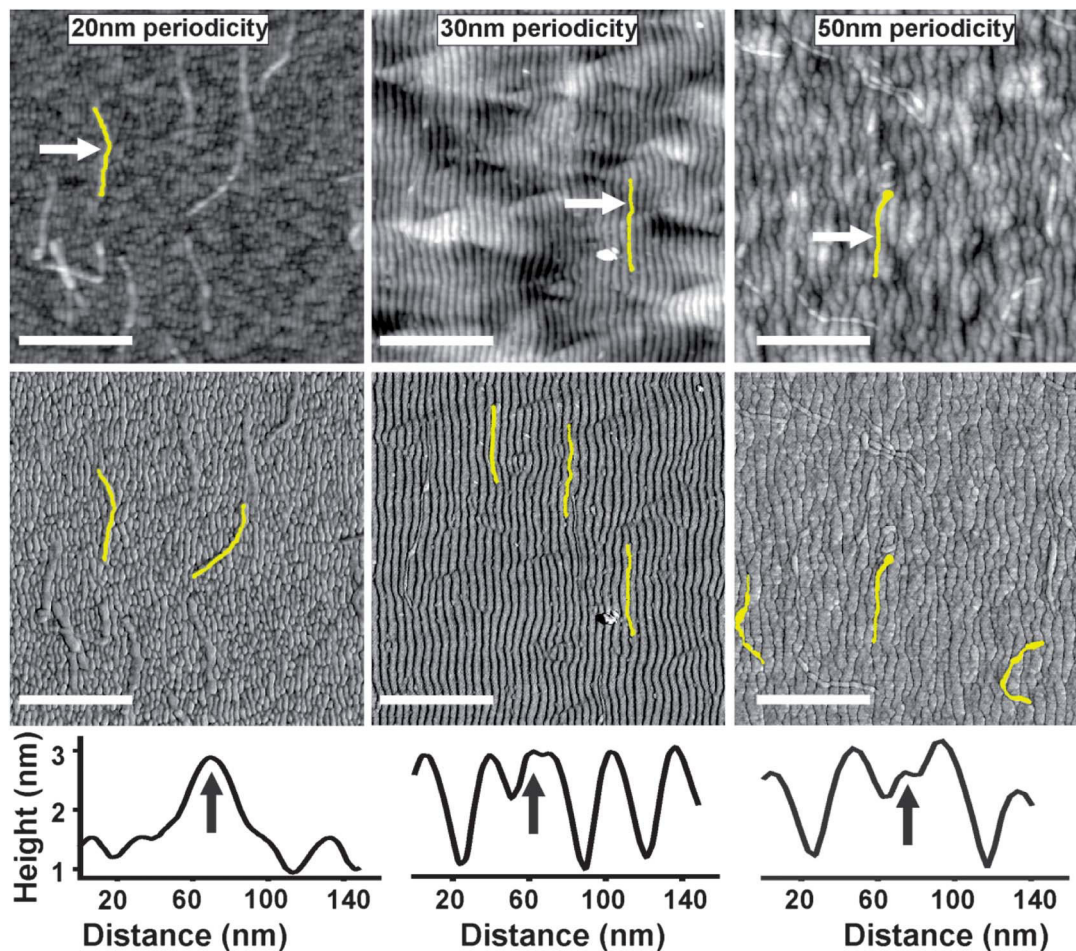 20nm periodicity
30nm periodicity
50nm periodicity
Height (nm)
3
2
1
20 60 100 140
20 60 100 140
20 60 100 140
Distance (nm)
Distance (nm)
Distance (nm)